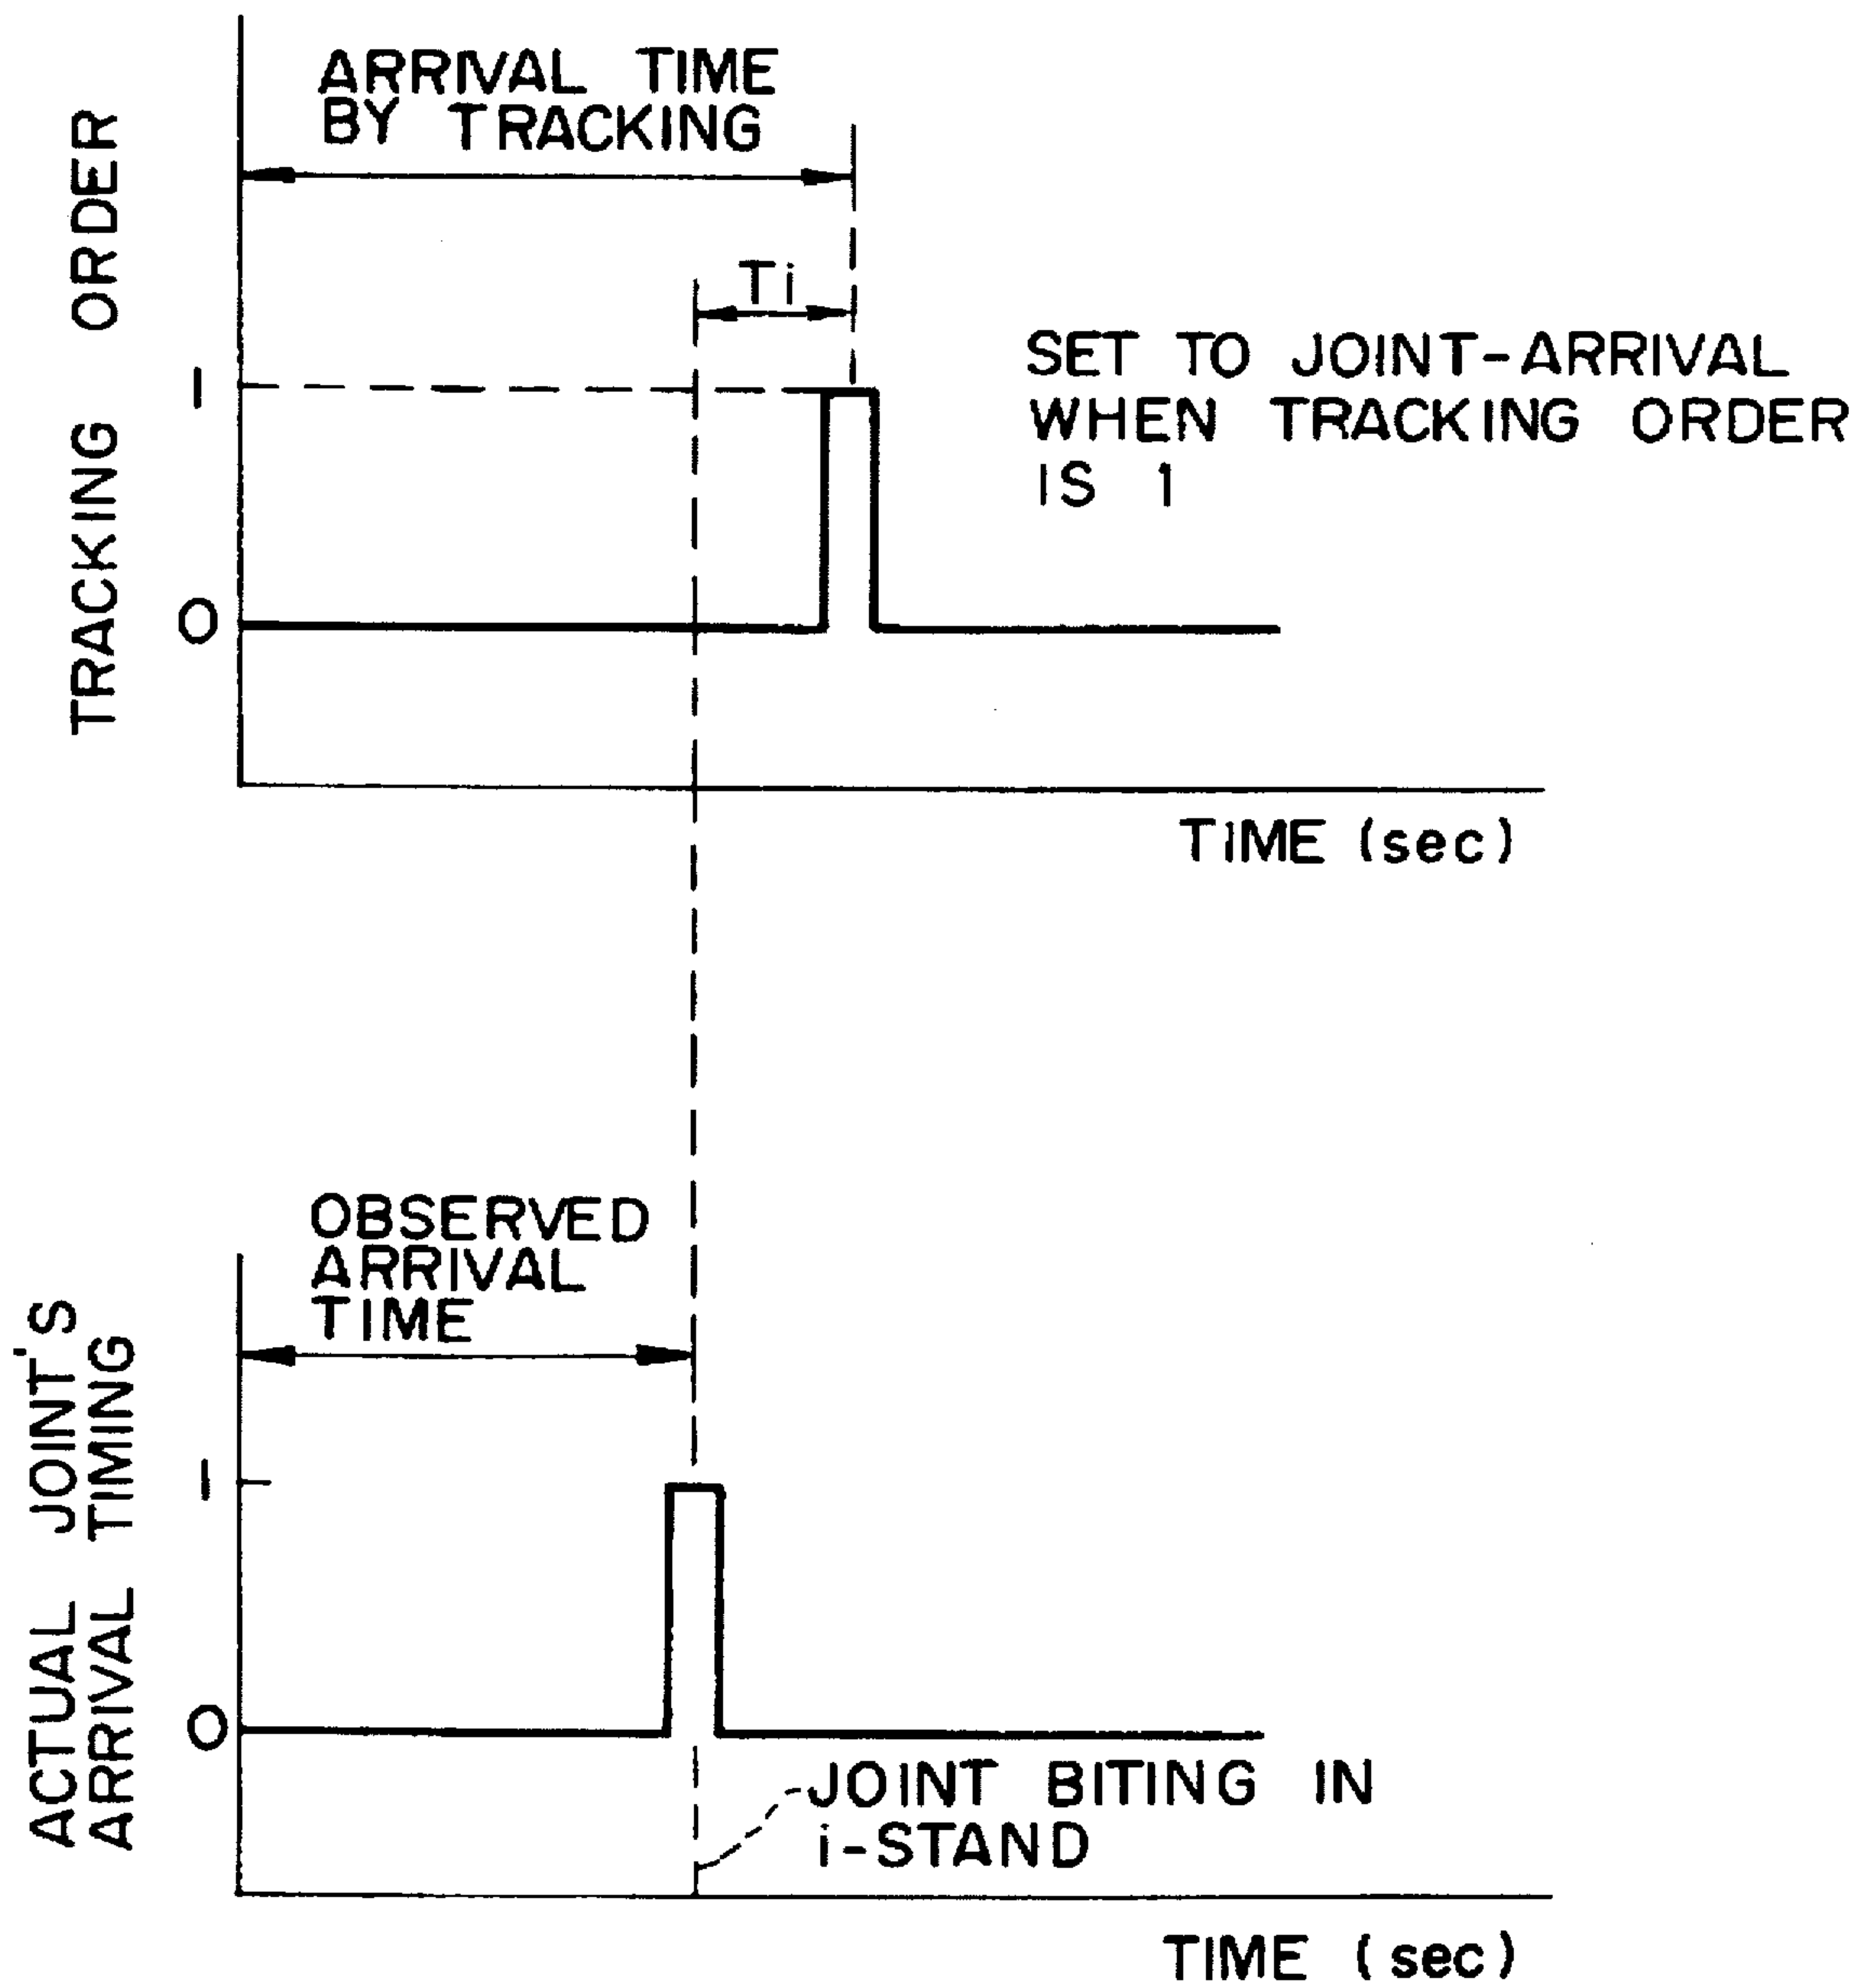 TRACKING ORDER
ARRIVAL TIME
BY TRACKING
Ti
1
0
SET TO JOINT-ARRIVAL
WHEN TRACKING ORDER
IS 1
TIME (sec)
ACTUAL JOINT'S
ARRIVAL TIMING
OBSERVED
ARRIVAL
TIME
1
0
JOINT BITING IN
i-STAND
TIME (sec)